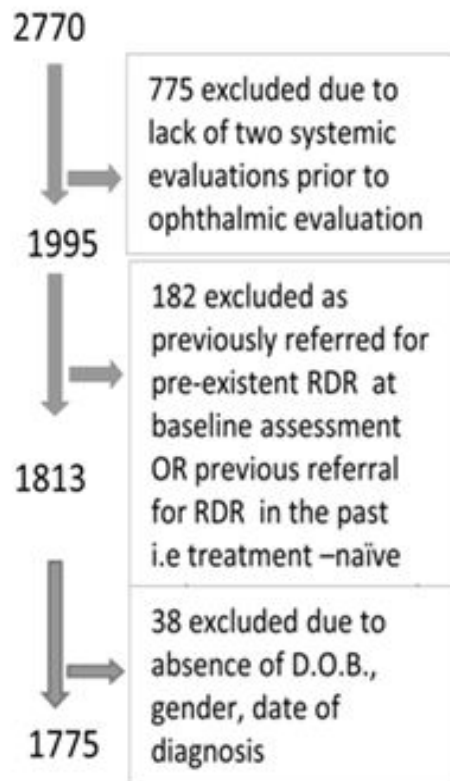 2770
775 excluded due to
lack of two systemic
evaluations prior to
ophthalmic evaluation
1995
182 excluded as
previously referred for
pre-existent RDR at
baseline assessment
OR previous referral
for RDR in the past
i.e treatment –naïve
1813
38 excluded due to
absence of D.O.B.,
gender, date of
diagnosis
1775